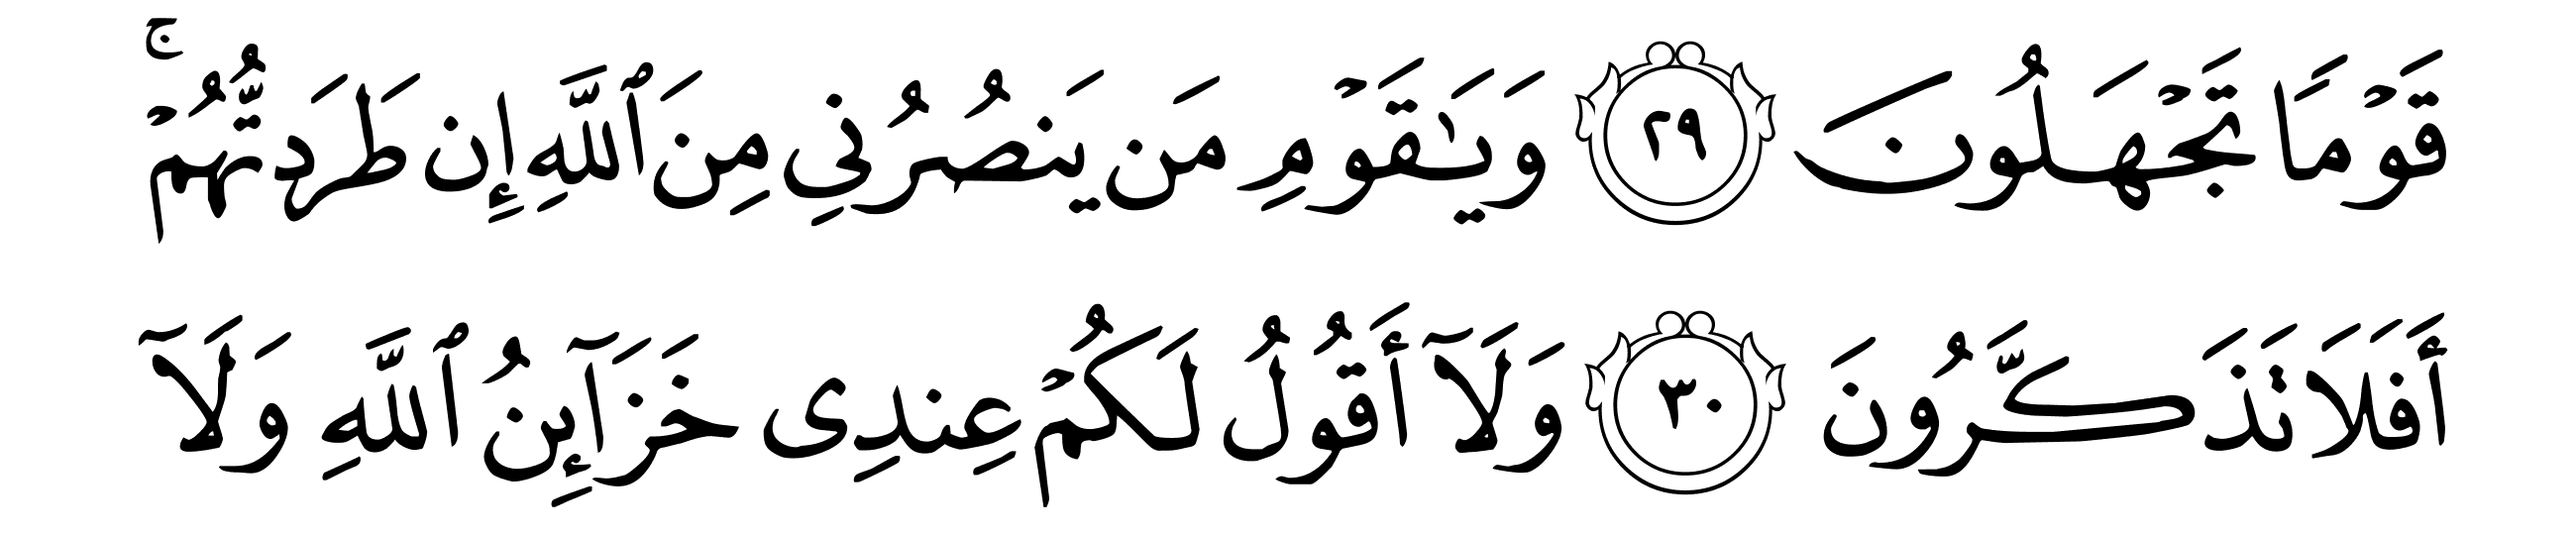 قَوْمًا تَجْهَلُونَ ٢٩ وَيَٰقَوْمِ مَن يَنصُرُنِي مِنَ ٱللَّهِ إِن طَرَدتُّهُمُۡۚ
أَفَلَا تَذَكَّرُونَ ٣٠ وَلَآ أَقُولُ لَكُمُۡ عِندِى خَزَآئِنُ ٱللَّهِ وَلَآ